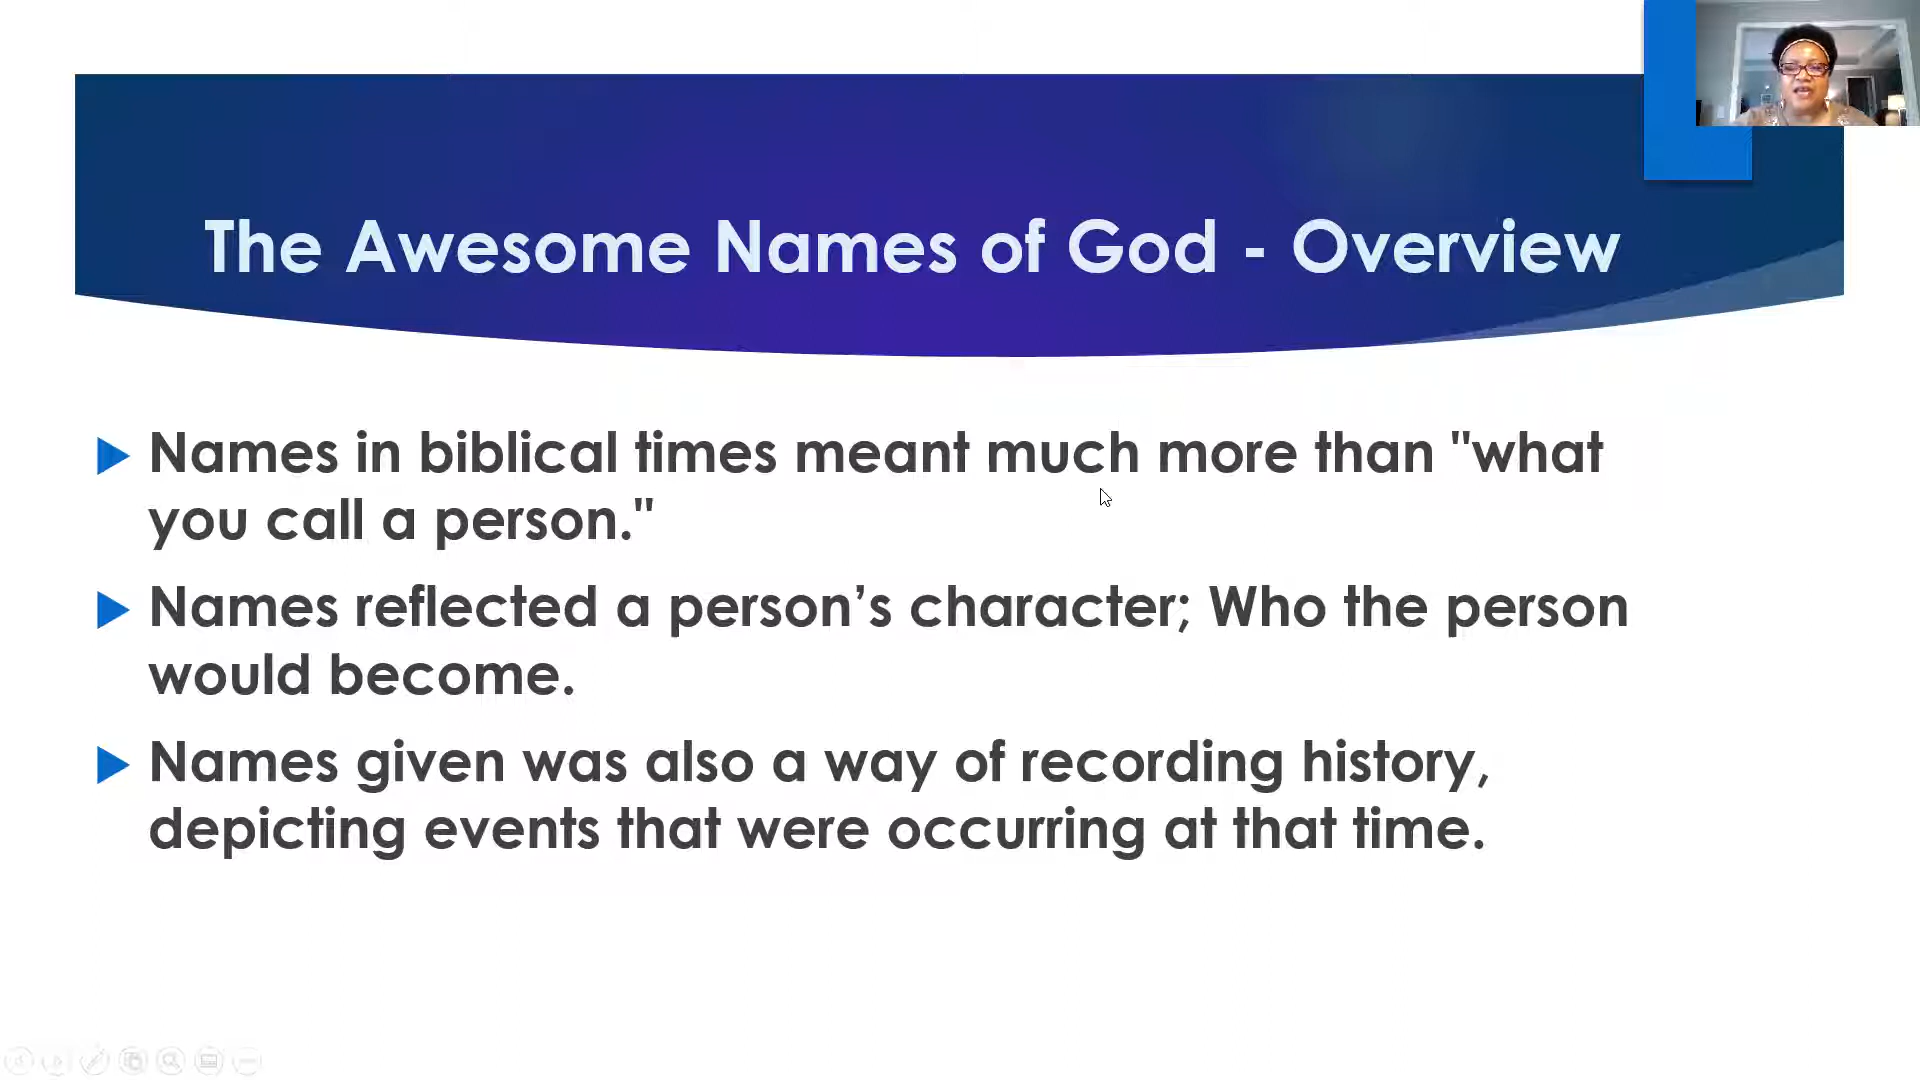 The Awesome Names of God - Overview
Names in biblical times meant much more than "what
you call a person."
Names reflected a person’s character; Who the person
would become.
Names given was also a way of recording history,
depicting events that were occurring at that time.